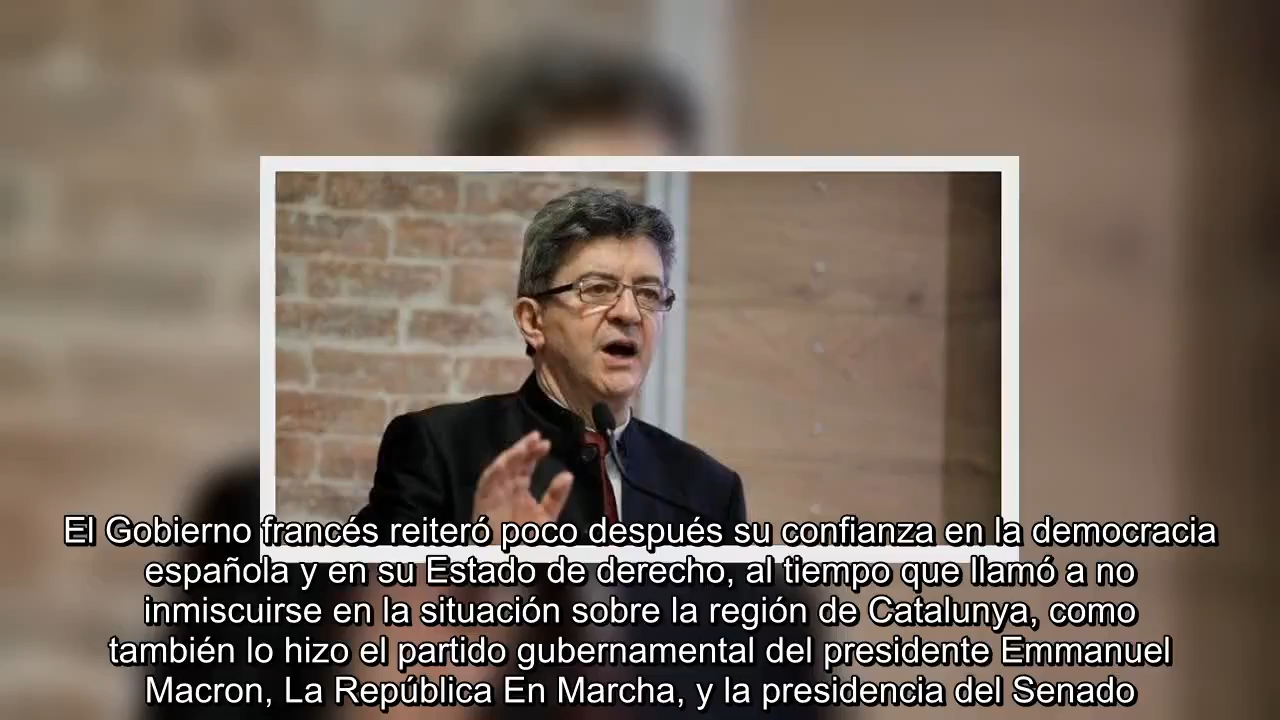 El Gobierno francés reiteró poco después su confianza en la democracia
española y en su Estado de derecho, al tiempo que llamó a no
inmiscuirse en la situación sobre la región de Catalunya, como
también lo hizo el partido gubernamental del presidente Emmanuel
Macron, La República En Marcha, y la presidencia del Senado